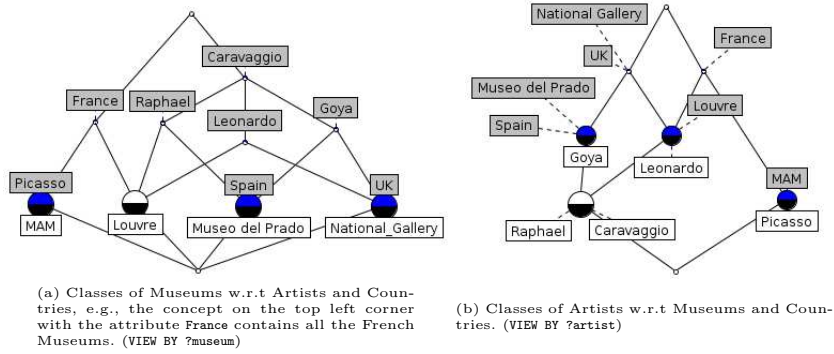 Caravaggio
France
Raphael
Leonardo
Goya
Picasso
Spain
UK
MAM
Louvre
Museo del Prado
National_Gallery
(a) Classes of Museums w.r.t Artists and Coun-
tries, e.g., the concept on the top left corner
with the attribute France contains all the French
Museums. (VIEW BY ?museum)
National Gallery
France
UK
Museo del Prado
Louvre
Spain
Goya
Leonardo
MAM
Raphael
Caravaggio
Picasso
(b) Classes of Artists w.r.t Museums and Coun-
tries. (VIEW BY ?artist)